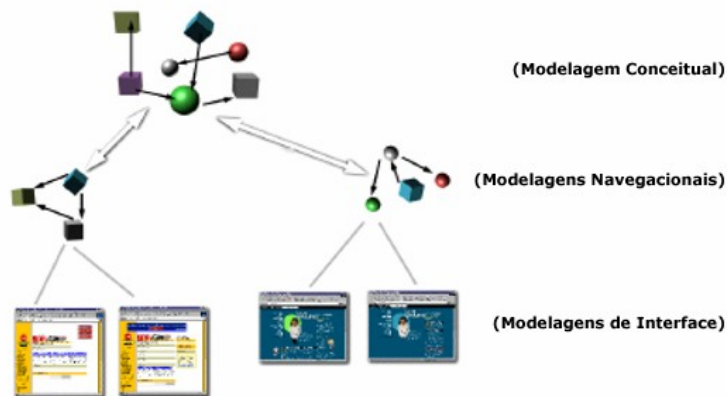 (Modelagem Conceitual)
(Modelagens Navegacionais)
(Modelagens de Interface)